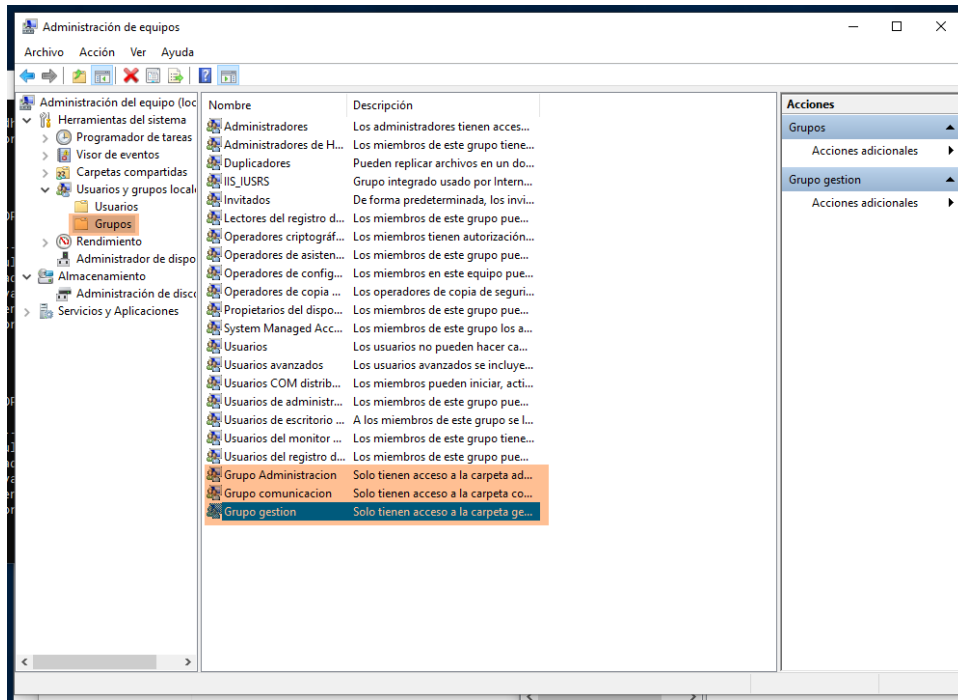 Administración de equipos
Archivo Acción Ver Ayuda
Administración del equipo (loc
Herramientas del sistema
Programador de tareas
Visor de eventos
Carpetas compartidas
Usuarios y grupos locale
Usuarios
Grupos
Rendimiento
Administrador de dispo
Almacenamiento
Administración de disco
Servicios y Aplicaciones
Nombre Descripción
Administradores Los administradores tienen acces...
Administradores de H... Los miembros de este grupo tiene...
Duplicadores Pueden replicar archivos en un do...
IIS_IUSRS Grupo integrado usado por Intern...
Invitados De forma predeterminada, los invi...
Lectores del registro d... Los miembros de este grupo pue...
Operadores criptográf... Los miembros tienen autorización...
Operadores de asisten... Los miembros de este grupo pue...
Operadores de config... Los miembros en este equipo pue...
Operadores de copia ... Los operadores de copia de seguri...
Propietarios del dispo... Los miembros de este grupo pue...
System Managed Acc... Los miembros de este grupo los a...
Usuarios Los usuarios no pueden hacer ca...
Usuarios avanzados Los usuarios avanzados se incluye...
Usuarios COM distrib... Los miembros pueden iniciar, acti...
Usuarios de administr... Los miembros de este grupo pue...
Usuarios de escritorio ... A los miembros de este grupo se l...
Usuarios del monitor ... Los miembros de este grupo tiene...
Usuarios del registro d... Los miembros de este grupo pue...
Grupo Administracion Solo tienen acceso a la carpeta ad...
Grupo comunicacion Solo tienen acceso a la carpeta co...
Grupo gestion Solo tienen acceso a la carpeta ge...
Acciones
Grupos
Acciones adicionales
Grupo gestion
Acciones adicionales